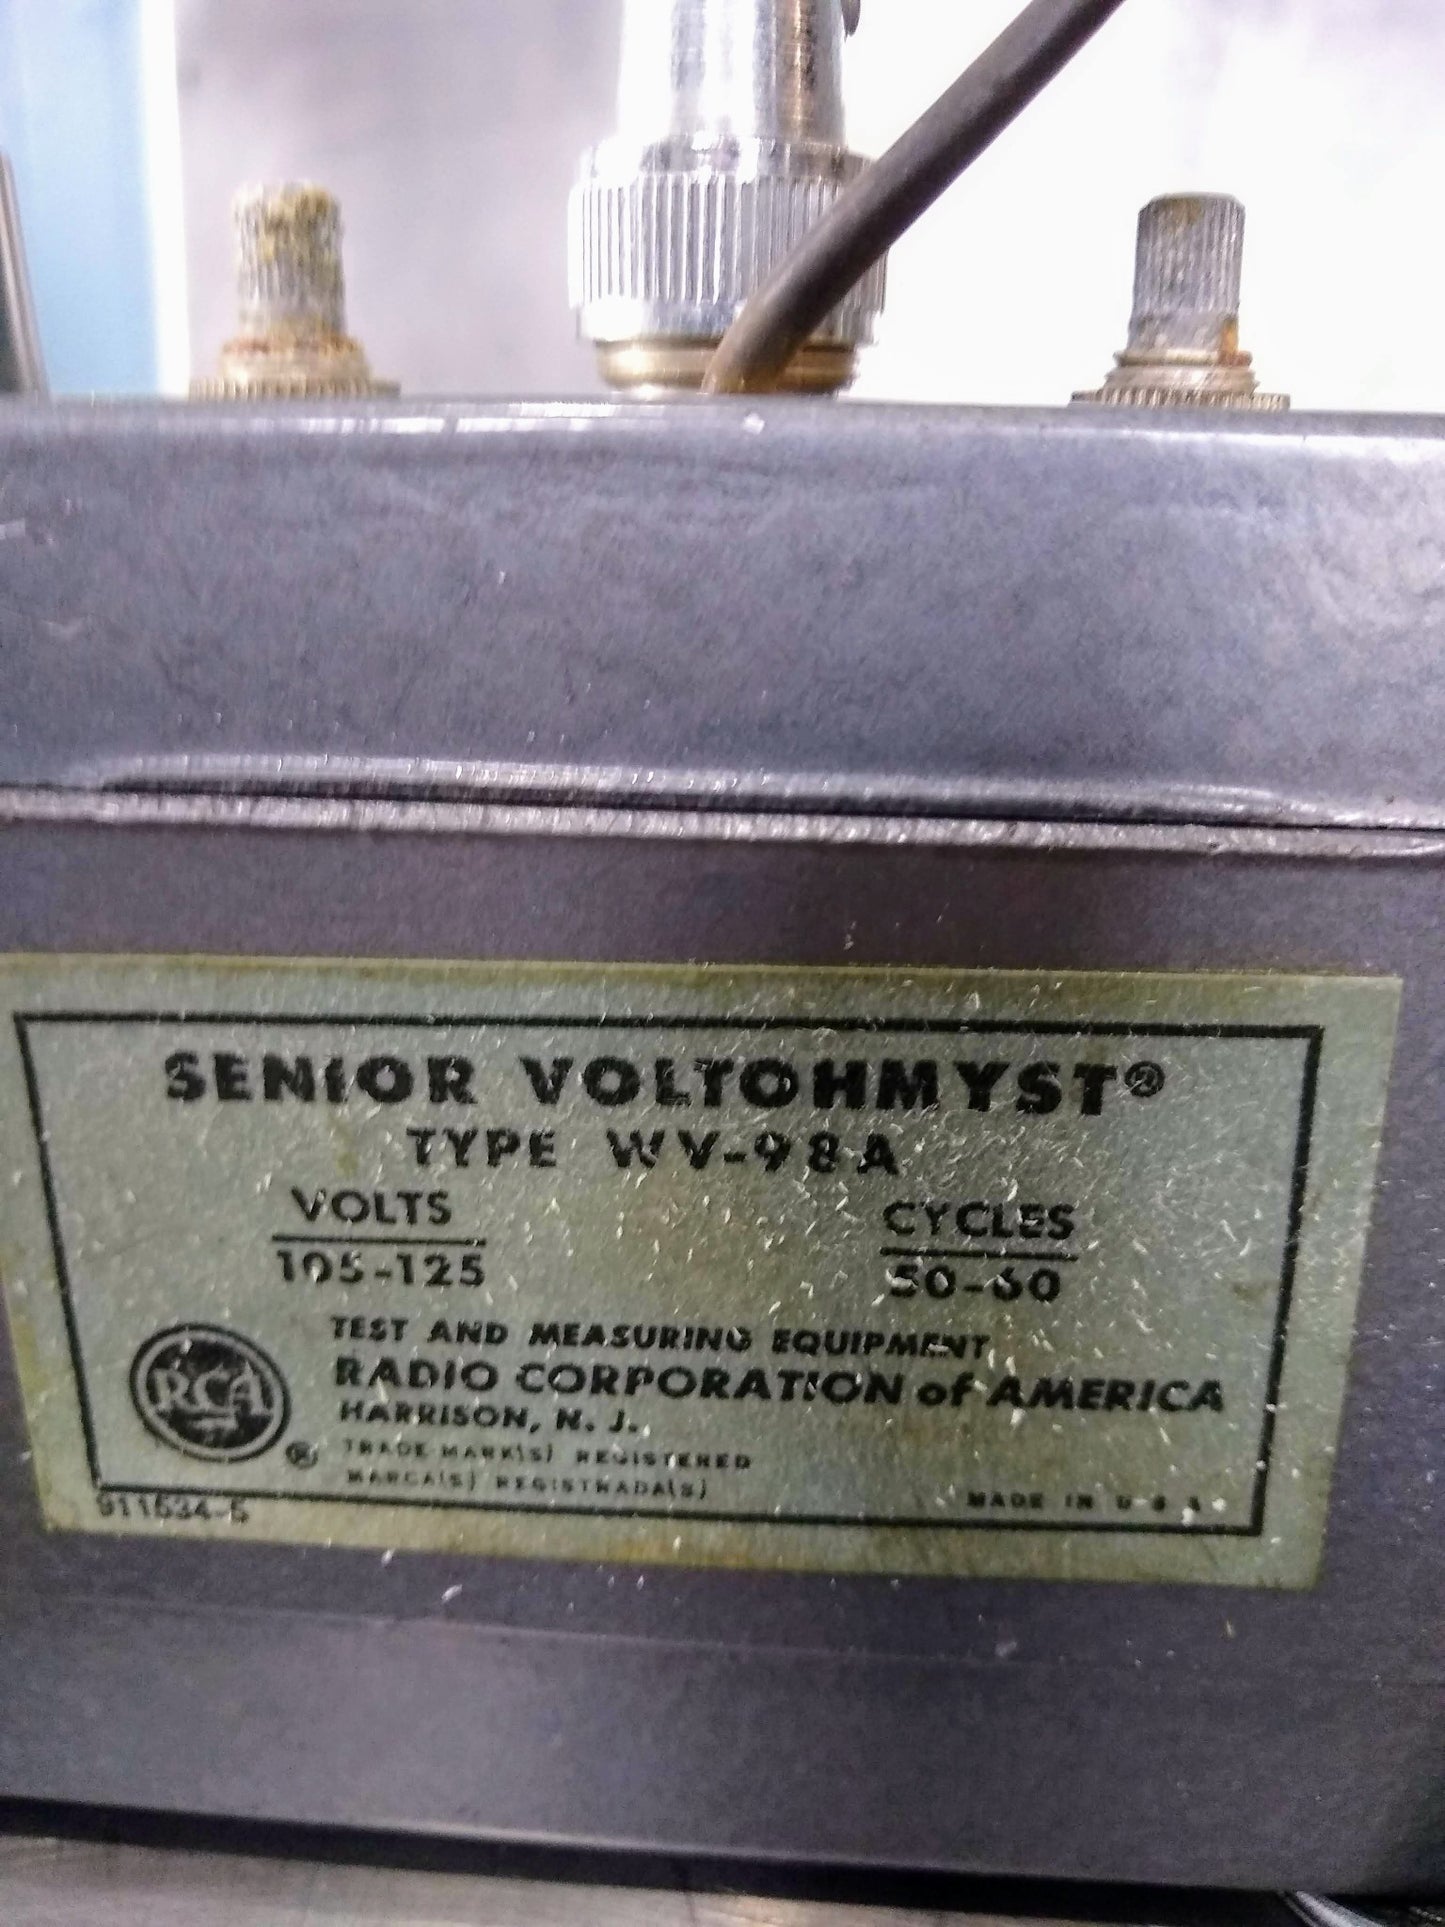 SENIOR VOLTOHMYST®
TYPE WV-98A
VOLTS CYCLES
105-125 50-60
TEST AND MEASURING EQUIPMENT
RADIO CORPORATION of AMERICA
HARRISON, N. J.
RCA ®
TRADE MARK(S) REGISTERED
MARCA(S) REGISTRADA(S)
MADE IN U.S.A.
911534-5